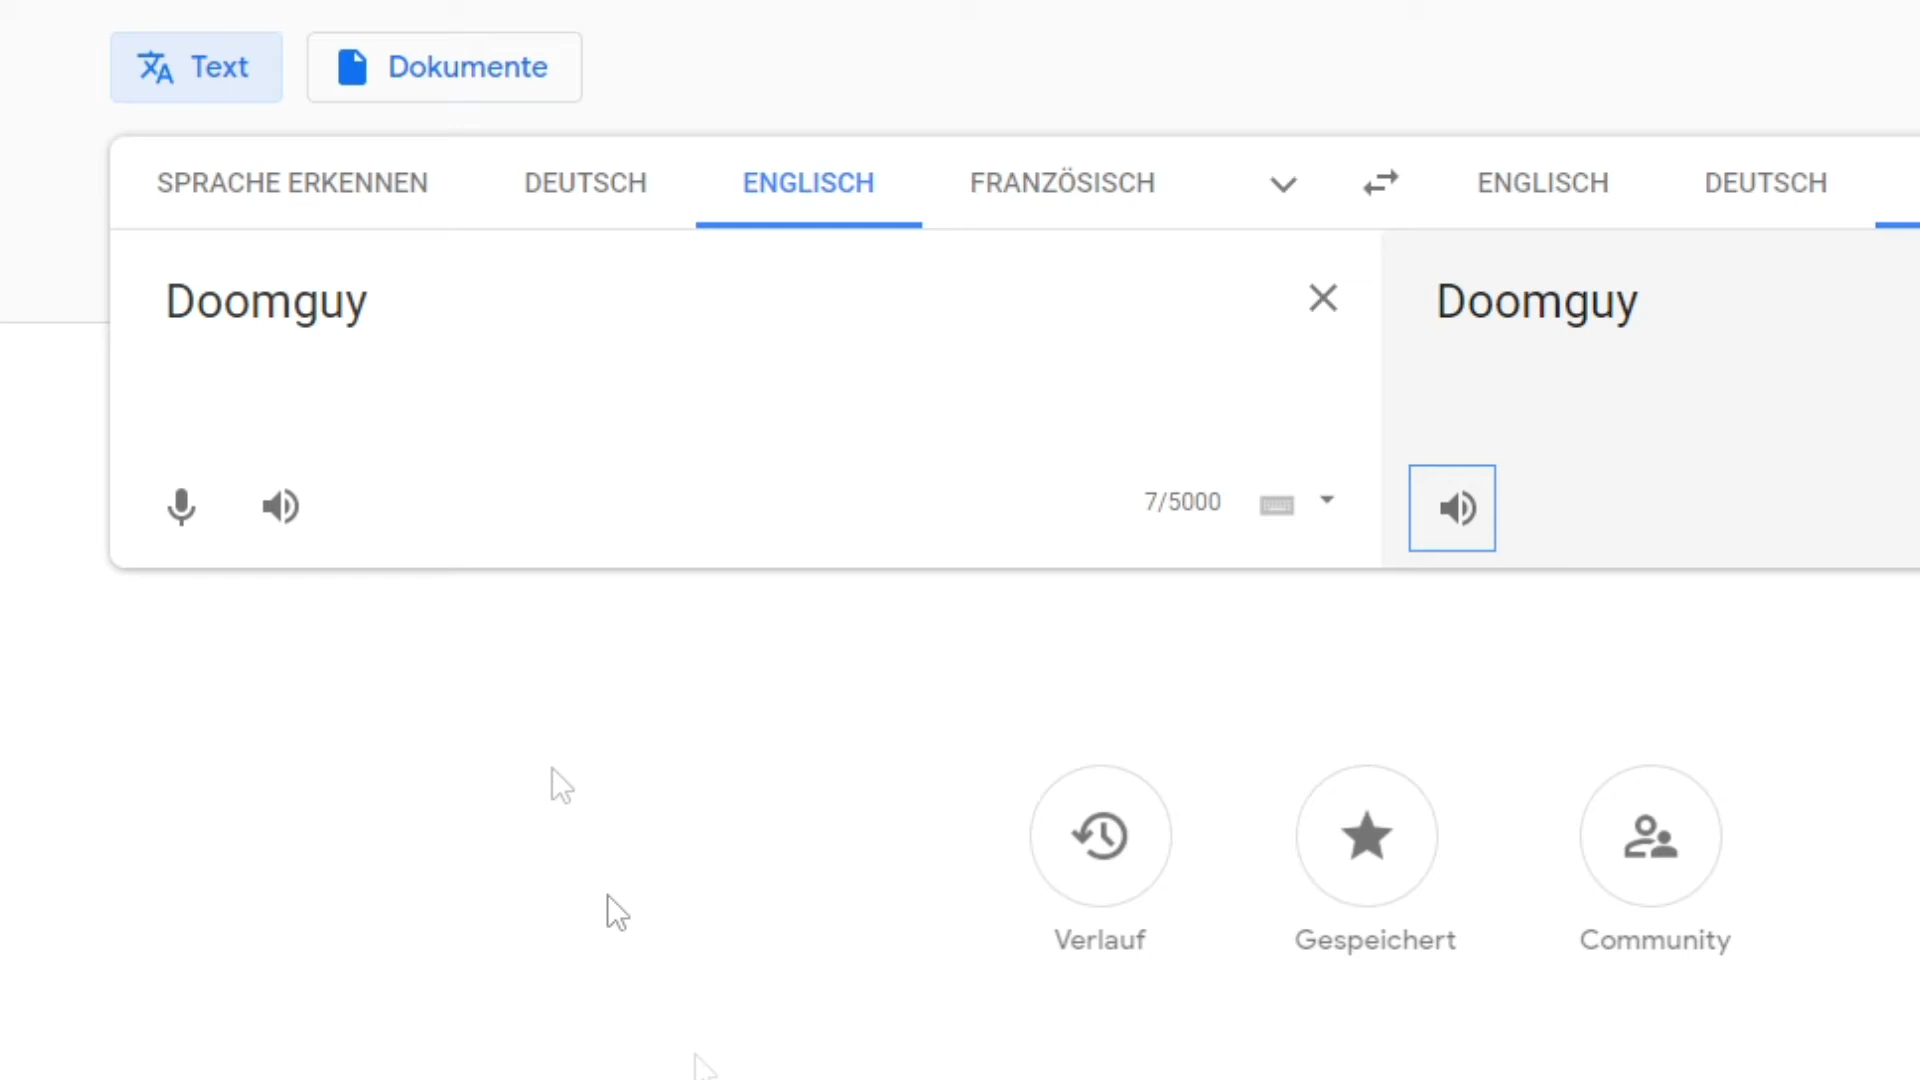 Text Dokumente
SPRACHE ERKENNEN DEUTSCH ENGLISCH FRANZÖSISCH ENGLISCH DEUTSCH
Doomguy Doomguy
7/5000
Verlauf Gespeichert Community